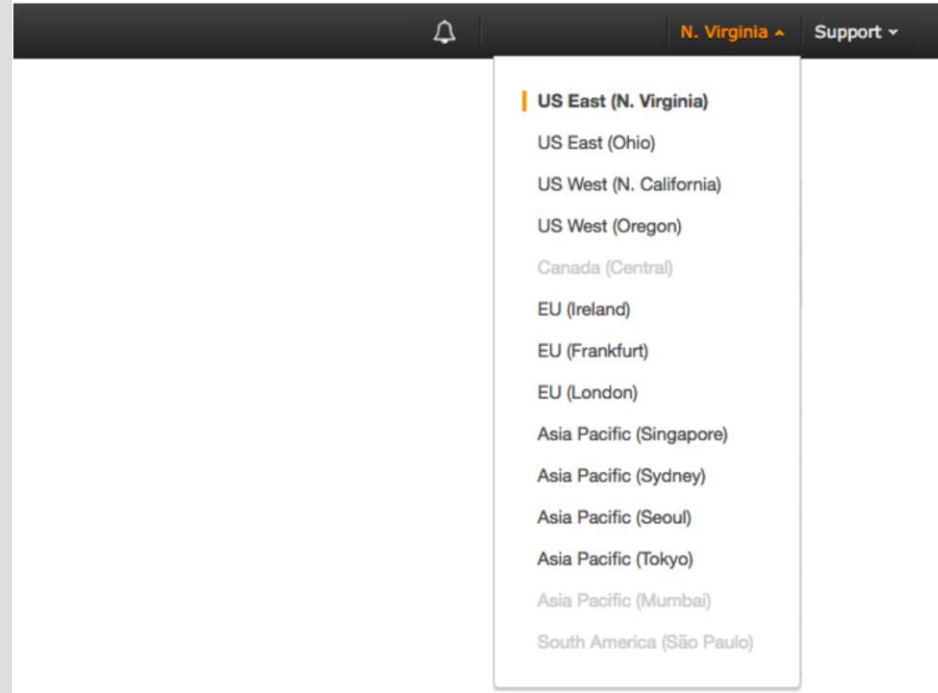 N. Virginia Support
US East (N. Virginia)
US East (Ohio)
US West (N. California)
US West (Oregon)
Canada (Central)
EU (Ireland)
EU (Frankfurt)
EU (London)
Asia Pacific (Singapore)
Asia Pacific (Sydney)
Asia Pacific (Seoul)
Asia Pacific (Tokyo)
Asia Pacific (Mumbai)
South America (São Paulo)